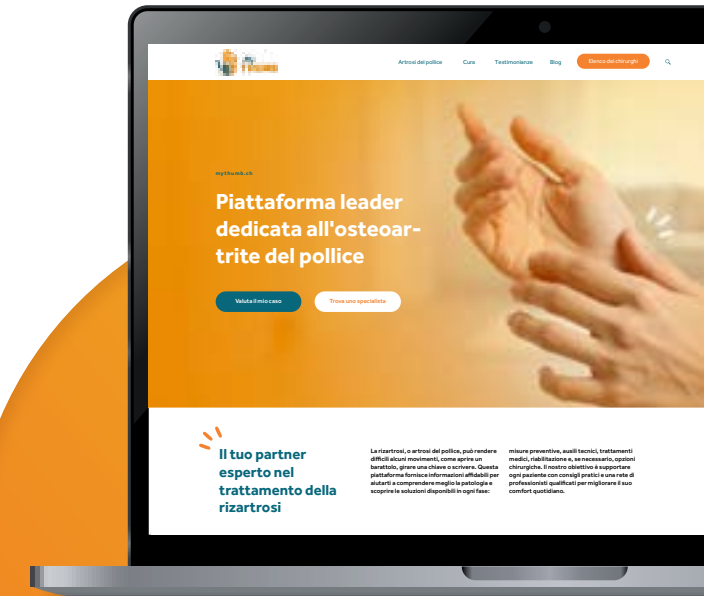 Artrosi del pollice Cura Testimonianze Blog Elenco dei chirurghi
mythumb.ch
Piattaforma leader
dedicata all'osteoar-
trite del pollice
Valuta il mio caso Trova uno specialista
Il tuo partner
esperto nel
trattamento della
rizartrosi
La rizartrosi, o artrosi del pollice, può rendere
difficili alcuni movimenti, come aprire un
barattolo, girare una chiave o scrivere. Questa
piattaforma fornisce informazioni affidabili per
aiutarti a comprendere meglio la patologia e
scoprire le soluzioni disponibili in ogni fase:
misure preventive, ausili tecnici, trattamenti
medici, riabilitazione e, se necessario, opzioni
chirurgiche. Il nostro obiettivo è supportare
ogni paziente con consigli pratici e una rete di
professionisti qualificati per migliorare il suo
comfort quotidiano.